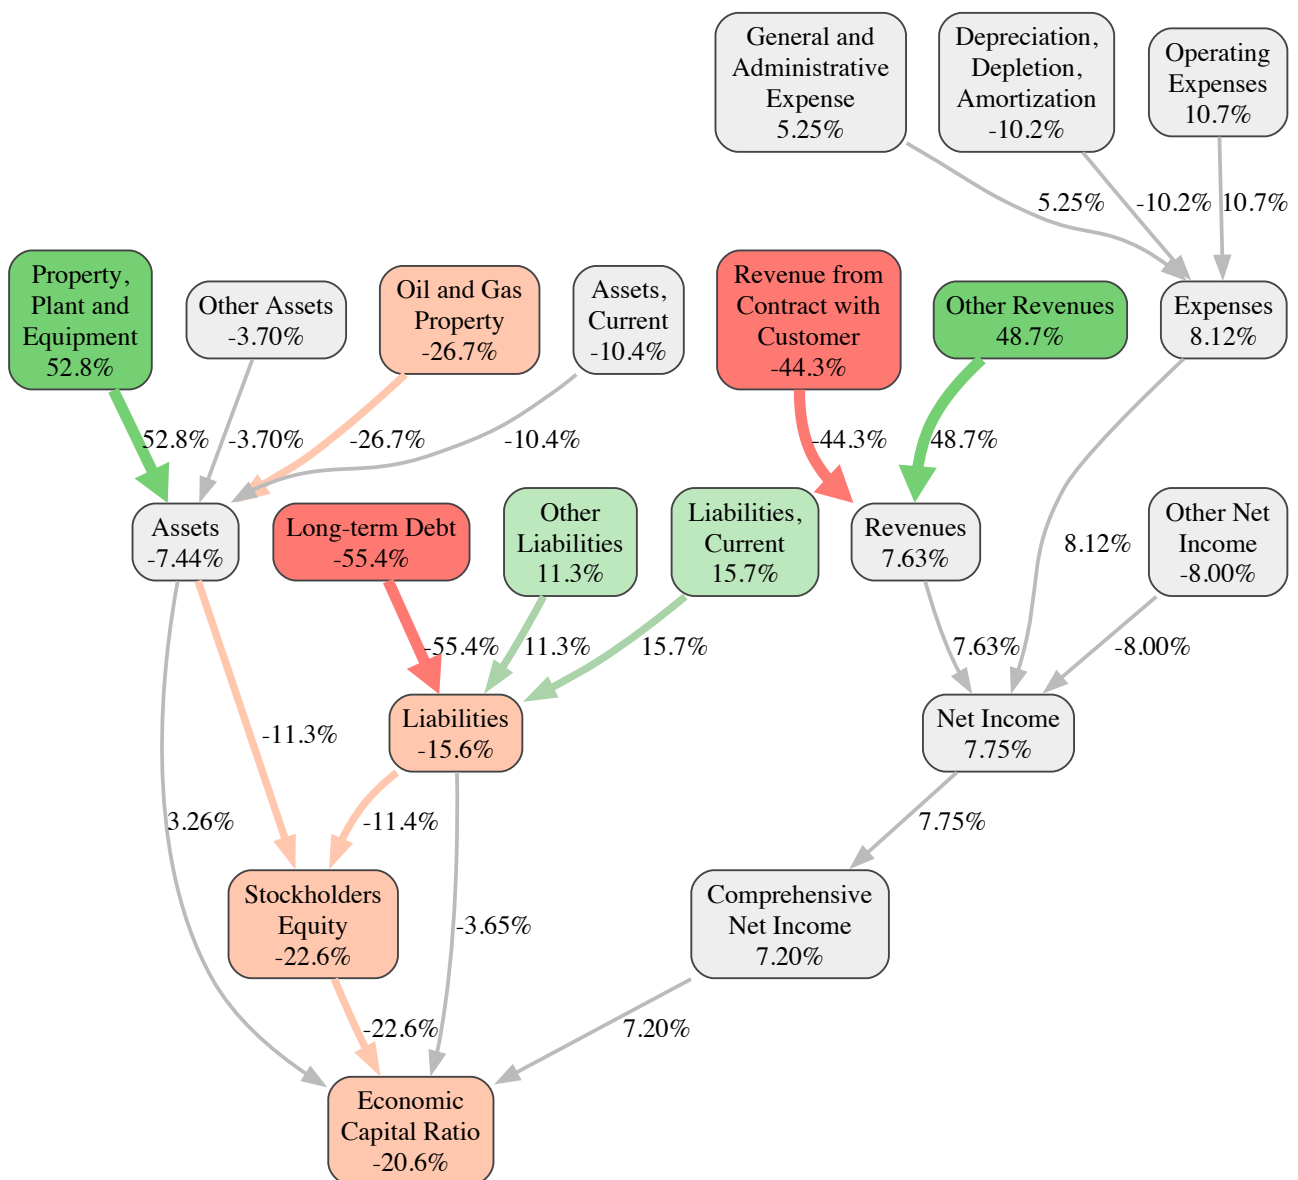 General and
Administrative
Expense
5.25%
Depreciation,
Depletion,
Amortization
-10.2%
Operating
Expenses
10.7%
5.25%
-10.2%
10.7%
Property,
Plant and
Equipment
52.8%
Other Assets
-3.70%
Oil and Gas
Property
-26.7%
Assets,
Current
-10.4%
Revenue from
Contract with
Customer
-44.3%
Other Revenues
48.7%
Expenses
8.12%
52.8%
-3.70%
-26.7%
-10.4%
-44.3%
48.7%
Assets
-7.44%
Long-term Debt
-55.4%
Other
Liabilities
11.3%
Liabilities,
Current
15.7%
Revenues
7.63%
8.12%
Other Net
Income
-8.00%
-55.4%
11.3%
15.7%
7.63%
-8.00%
-11.3%
Liabilities
-15.6%
Net Income
7.75%
3.26%
-11.4%
7.75%
Stockholders
Equity
-22.6%
-3.65%
Comprehensive
Net Income
7.20%
-22.6%
7.20%
Economic
Capital Ratio
-20.6%